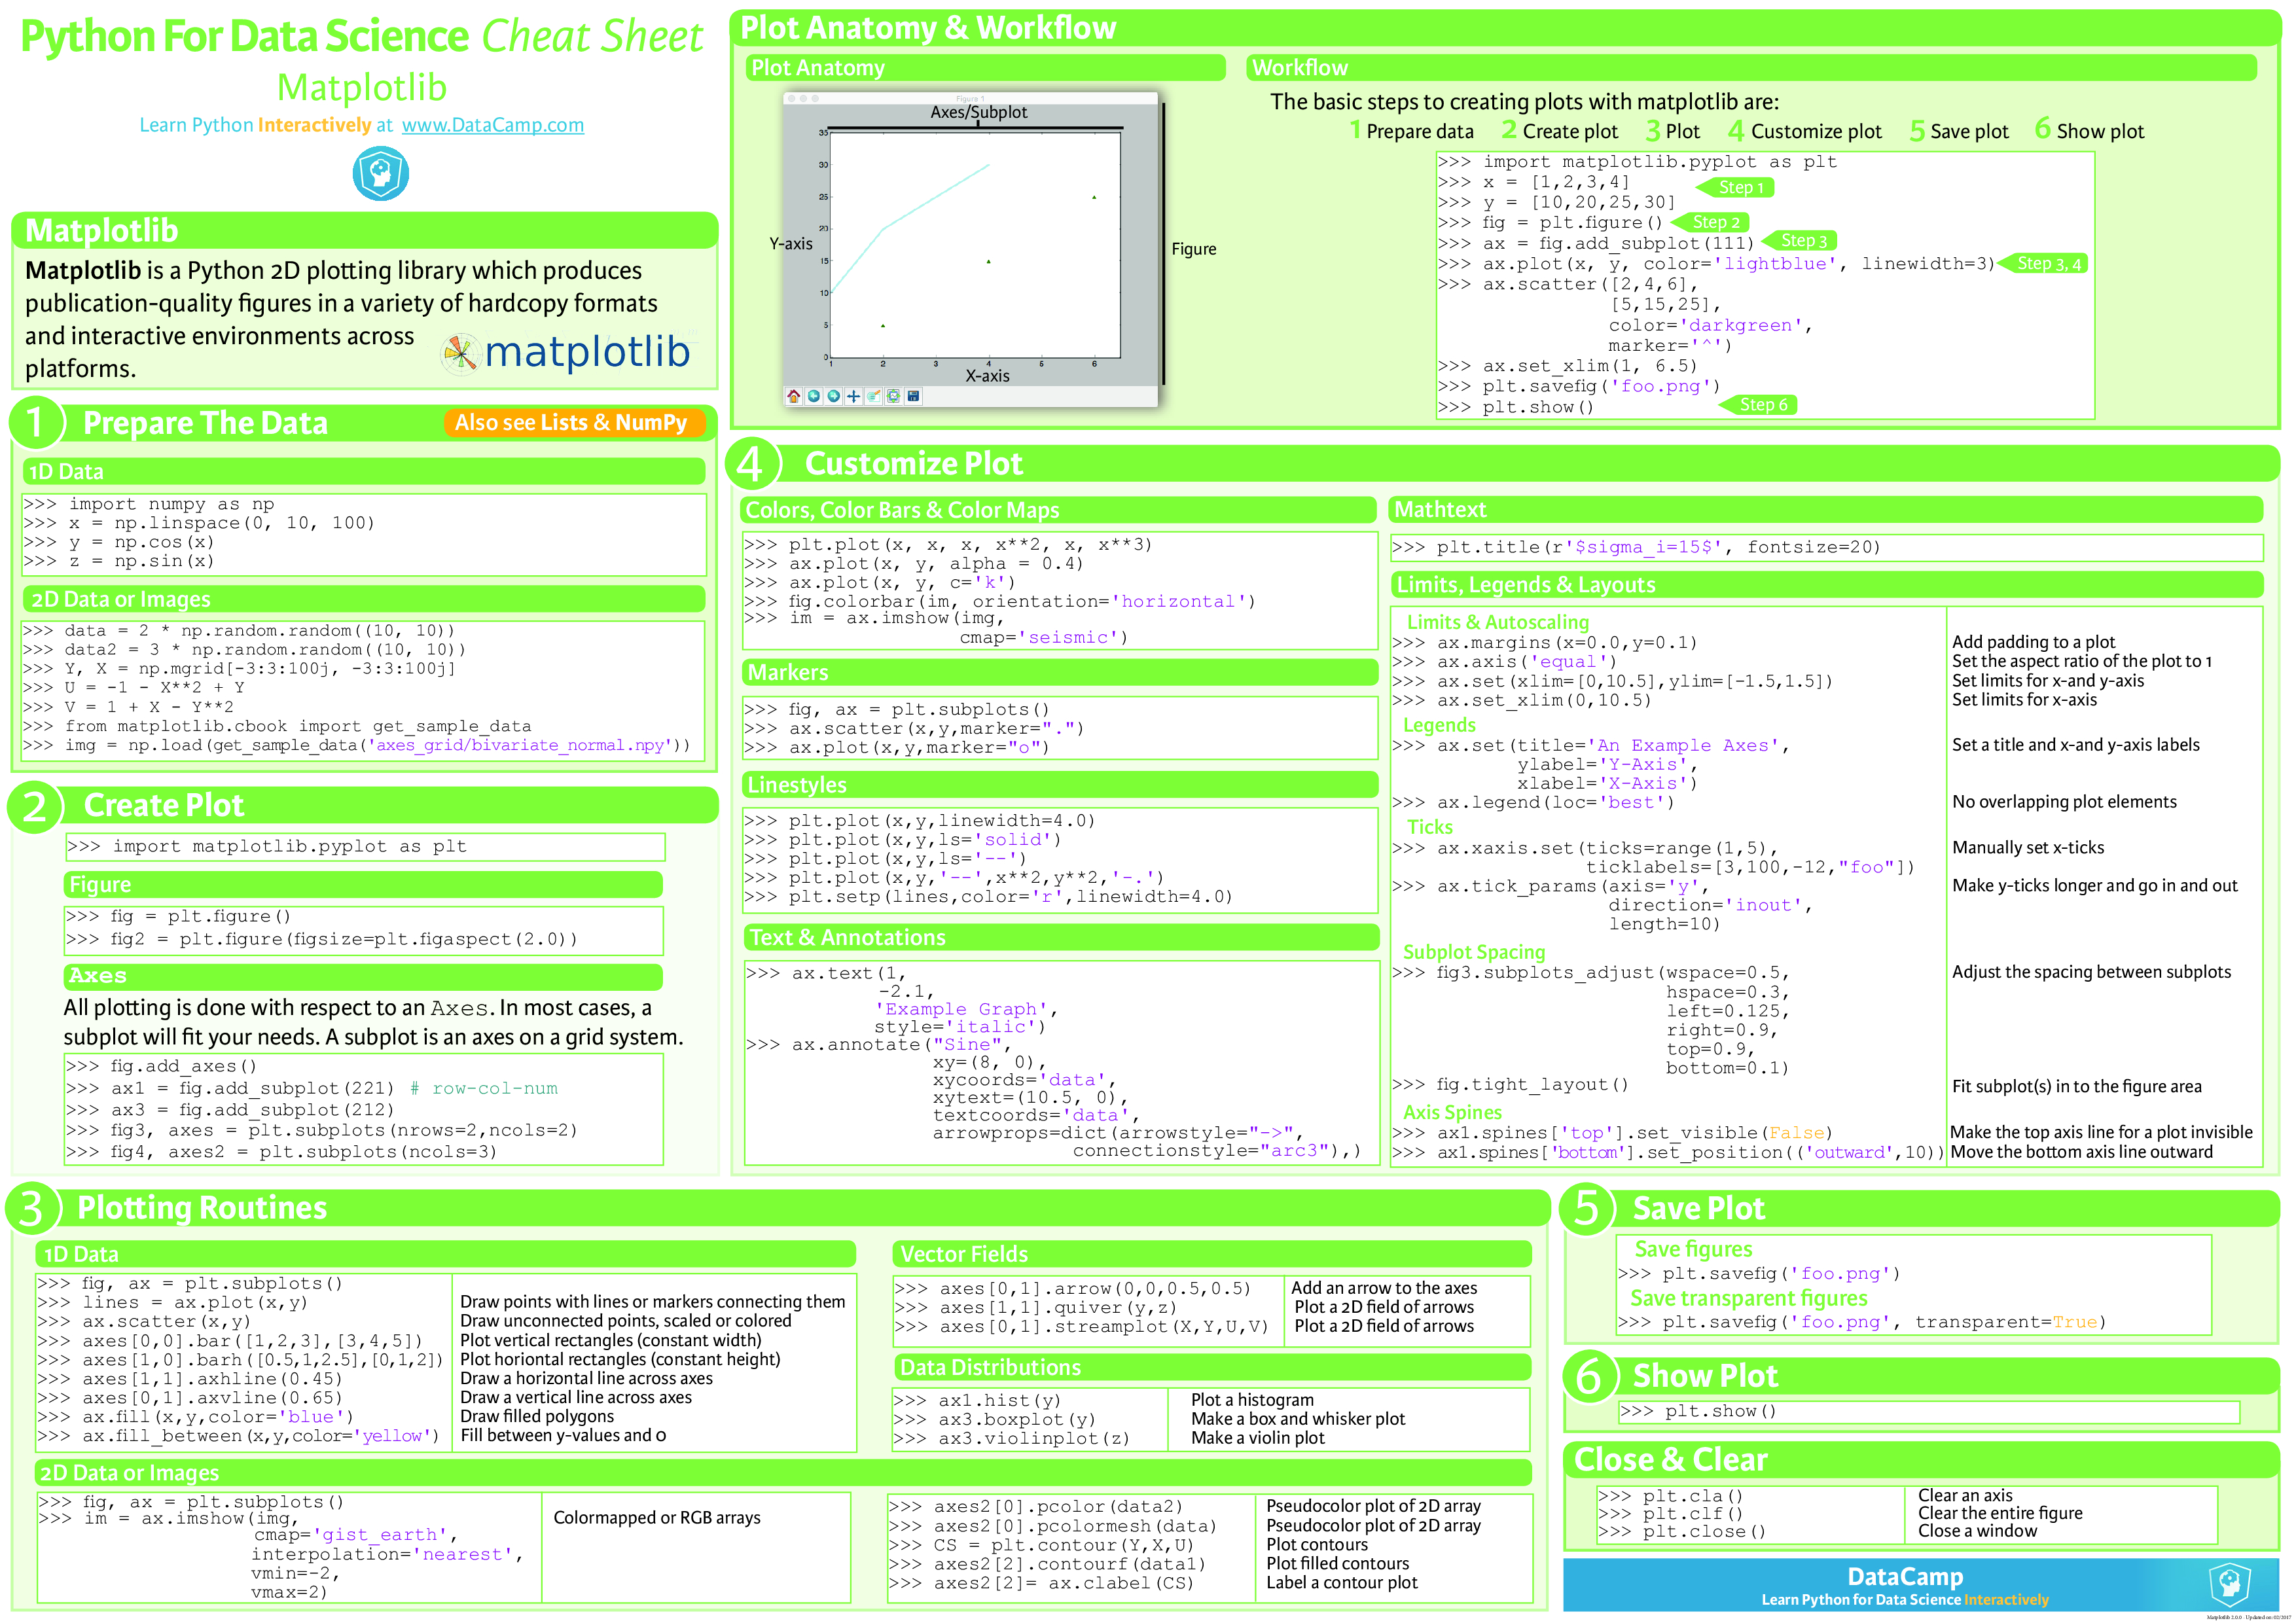 Python For Data Science Cheat Sheet
Matplotlib
Learn Python Interactively at www.DataCamp.com
Matplotlib
Matplotlib is a Python 2D plotting library which produces
publication-quality figures in a variety of hardcopy formats
and interactive environments across
platforms.
matplotlib
1 Prepare The Data
Also see Lists & NumPy
1D Data
>>> import numpy as np
>>> x = np.linspace(0, 10, 100)
>>> y = np.cos(x)
>>> z = np.sin(x)
2D Data or Images
>>> data = 2 * np.random.random((10, 10))
>>> data2 = 3 * np.random.random((10, 10))
>>> Y, X = np.mgrid[-3:3:100j, -3:3:100j]
>>> U = -1 - X**2 + Y
>>> V = 1 + X - Y**2
>>> from matplotlib.cbook import get_sample_data
>>> img = np.load(get_sample_data('axes_grid/bivariate_normal.npy'))
2 Create Plot
>>> import matplotlib.pyplot as plt
Figure
>>> fig = plt.figure()
>>> fig2 = plt.figure(figsize=plt.figaspect(2.0))
Axes
All plotting is done with respect to an Axes. In most cases, a
subplot will fit your needs. A subplot is an axes on a grid system.
>>> fig.add_axes()
>>> ax1 = fig.add_subplot(221) # row-col-num
>>> ax3 = fig.add_subplot(212)
>>> fig3, axes = plt.subplots(nrows=2,ncols=2)
>>> fig4, axes2 = plt.subplots(ncols=3)
Plot Anatomy & Workflow
Plot Anatomy
Figure 1
Axes/Subplot
35
30
25
20
15
10
5
0
Y-axis
1 2 3 4 5 6
X-axis
Figure
Workflow
The basic steps to creating plots with matplotlib are:
1 Prepare data 2 Create plot 3 Plot 4 Customize plot 5 Save plot 6 Show plot
>>> import matplotlib.pyplot as plt
>>> x = [1,2,3,4]
Step 1
>>> y = [10,20,25,30]
>>> fig = plt.figure() Step 2
>>> ax = fig.add_subplot(111) Step 3
>>> ax.plot(x, y, color='lightblue', linewidth=3) Step 3, 4
>>> ax.scatter([2,4,6],
[5,15,25],
color='darkgreen',
marker='^')
>>> ax.set_xlim(1, 6.5)
>>> plt.savefig('foo.png')
>>> plt.show() Step 6
4 Customize Plot
Colors, Color Bars & Color Maps
>>> plt.plot(x, x, x, x**2, x, x**3)
>>> ax.plot(x, y, alpha = 0.4)
>>> ax.plot(x, y, c='k')
>>> fig.colorbar(im, orientation='horizontal')
>>> im = ax.imshow(img,
cmap='seismic')
Markers
>>> fig, ax = plt.subplots()
>>> ax.scatter(x,y,marker=".")
>>> ax.plot(x,y,marker="o")
Linestyles
>>> plt.plot(x,y,linewidth=4.0)
>>> plt.plot(x,y,ls='solid')
>>> plt.plot(x,y,ls='--')
>>> plt.plot(x,y,'--',x**2,y**2,'-.')
>>> plt.setp(lines,color='r',linewidth=4.0)
Text & Annotations
>>> ax.text(1,
-2.1,
'Example Graph',
style='italic')
>>> ax.annotate("Sine",
xy=(8, 0),
xycoords='data',
xytext=(10.5, 0),
textcoords='data',
arrowprops=dict(arrowstyle="->",
connectionstyle="arc3"),)
Mathtext
>>> plt.title(r'$sigma_i=15$', fontsize=20)
Limits, Legends & Layouts
Limits & Autoscaling
>>> ax.margins(x=0.0,y=0.1) Add padding to a plot
>>> ax.axis('equal') Set the aspect ratio of the plot to 1
>>> ax.set(xlim=[0,10.5],ylim=[-1.5,1.5]) Set limits for x-and y-axis
>>> ax.set_xlim(0,10.5) Set limits for x-axis
Legends
>>> ax.set(title='An Example Axes', Set a title and x-and y-axis labels
ylabel='Y-Axis',
xlabel='X-Axis')
>>> ax.legend(loc='best') No overlapping plot elements
Ticks
>>> ax.xaxis.set(ticks=range(1,5), Manually set x-ticks
ticklabels=[3,100,-12,"foo"])
>>> ax.tick_params(axis='y', Make y-ticks longer and go in and out
direction='inout',
length=10)
Subplot Spacing
>>> fig3.subplots_adjust(wspace=0.5, Adjust the spacing between subplots
hspace=0.3,
left=0.125,
right=0.9,
top=0.9,
bottom=0.1)
>>> fig.tight_layout() Fit subplot(s) in to the figure area
Axis Spines
>>> ax1.spines['top'].set_visible(False) Make the top axis line for a plot invisible
>>> ax1.spines['bottom'].set_position(('outward',10)) Move the bottom axis line outward
3 Plotting Routines
1D Data
>>> fig, ax = plt.subplots()
>>> lines = ax.plot(x,y) Draw points with lines or markers connecting them
>>> ax.scatter(x,y) Draw unconnected points, scaled or colored
>>> axes[0,0].bar([1,2,3],[3,4,5]) Plot vertical rectangles (constant width)
>>> axes[1,0].barh([0.5,1,2.5],[0,1,2]) Plot horiontal rectangles (constant height)
>>> axes[1,1].axhline(0.45) Draw a horizontal line across axes
>>> axes[0,1].axvline(0.65) Draw a vertical line across axes
>>> ax.fill(x,y,color='blue') Draw filled polygons
>>> ax.fill_between(x,y,color='yellow') Fill between y-values and 0
2D Data or Images
>>> fig, ax = plt.subplots()
>>> im = ax.imshow(img, Colormapped or RGB arrays
cmap='gist_earth',
interpolation='nearest',
vmin=-2,
vmax=2)
Vector Fields
>>> axes[0,1].arrow(0,0,0.5,0.5) Add an arrow to the axes
>>> axes[1,1].quiver(y,z) Plot a 2D field of arrows
>>> axes[0,1].streamplot(X,Y,U,V) Plot a 2D field of arrows
Data Distributions
>>> ax1.hist(y) Plot a histogram
>>> ax3.boxplot(y) Make a box and whisker plot
>>> ax3.violinplot(z) Make a violin plot
>>> axes2[0].pcolor(data2) Pseudocolor plot of 2D array
>>> axes2[0].pcolormesh(data) Pseudocolor plot of 2D array
>>> CS = plt.contour(Y,X,U) Plot contours
>>> axes2[2].contourf(data1) Plot filled contours
>>> axes2[2]= ax.clabel(CS) Label a contour plot
5 Save Plot
Save figures
>>> plt.savefig('foo.png')
Save transparent figures
>>> plt.savefig('foo.png', transparent=True)
6 Show Plot
>>> plt.show()
Close & Clear
>>> plt.cla() Clear an axis
>>> plt.clf() Clear the entire figure
>>> plt.close() Close a window
DataCamp
Learn Python for Data Science Interactively
Matplotlib 2.0.0 - Updated on: 02/2017